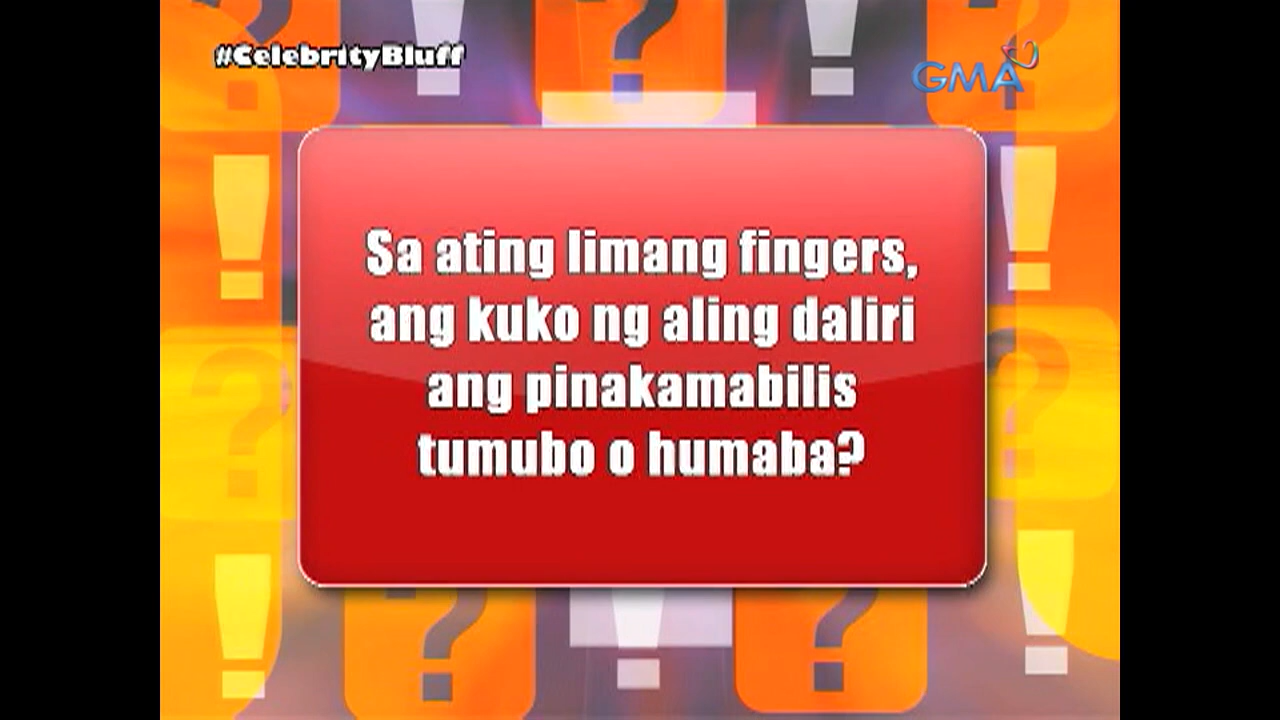 #CelebrityBluff
GMA
Sa ating limang fingers,
ang kuko ng aling daliri
ang pinakamabilis
tumubo o humaba?